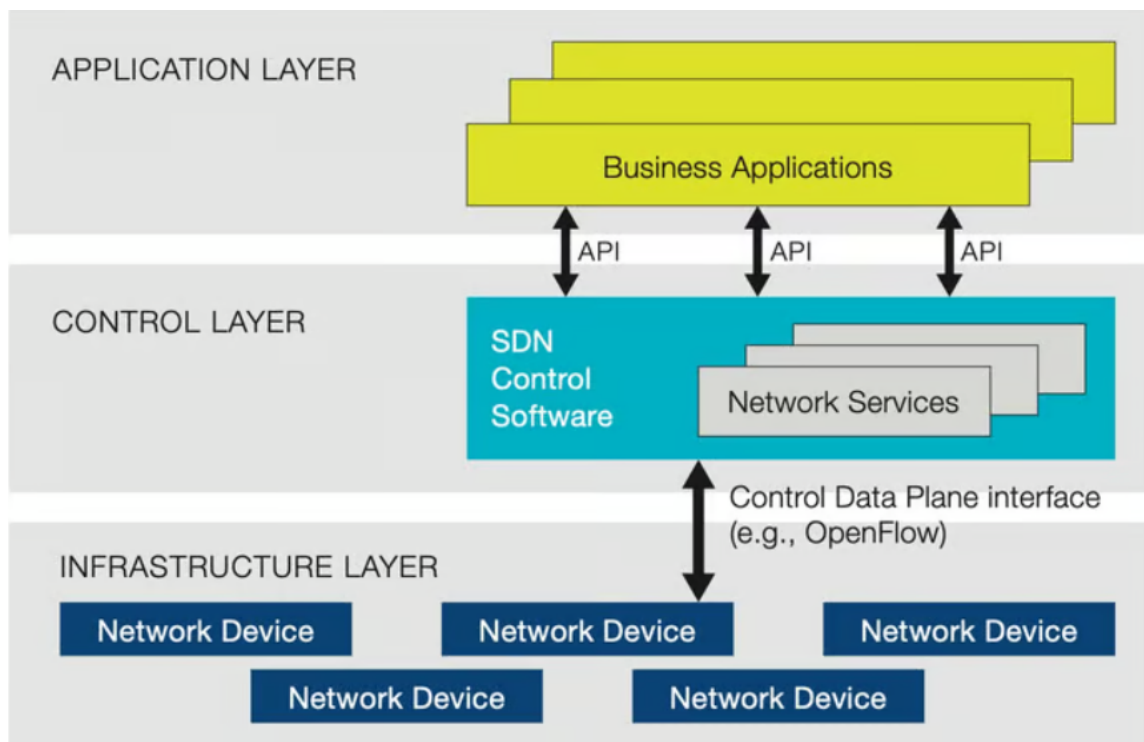 APPLICATION LAYER
Business Applications
API
API
API
CONTROL LAYER
SDN
Control
Software
Network Services
Control Data Plane interface
(e.g., OpenFlow)
INFRASTRUCTURE LAYER
Network Device
Network Device
Network Device
Network Device
Network Device